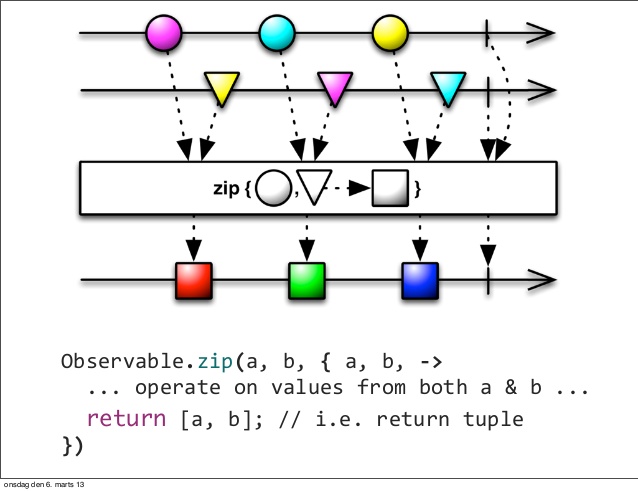 zip { , }
Observable.zip(a, b, { a, b, ->
... operate on values from both a & b ...
return [a, b]; // i.e. return tuple
})
onsdag den 6. marts 13